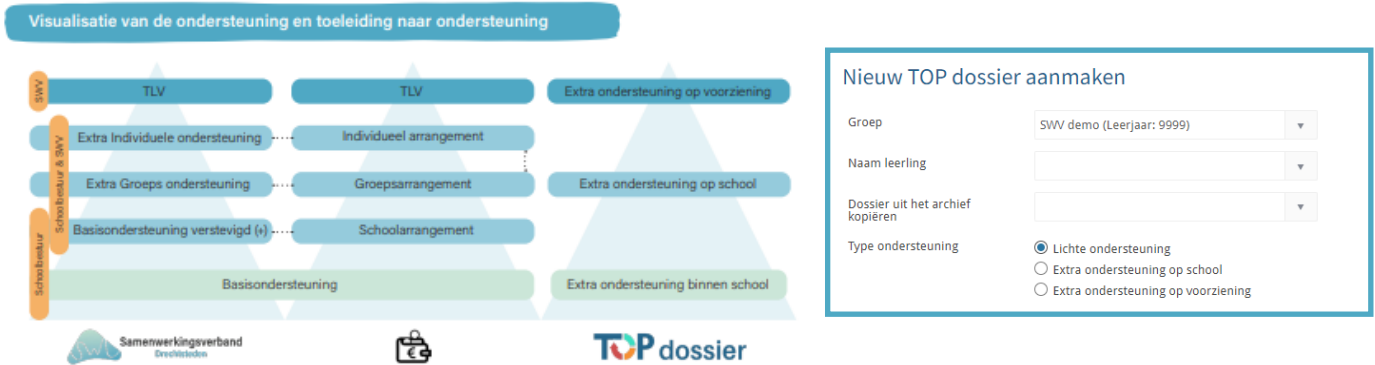 Visualisatie van de ondersteuning en toeleiding naar ondersteuning
SWV
TLV
TLV
Extra ondersteuning op voorziening
Schoolbestuur & SWV
Extra Individuele ondersteuning
Individueel arrangement
Extra Groeps ondersteuning
Groepsarrangement
Extra ondersteuning op school
Basisondersteuning verstevigd (+)
Schoolarrangement
Schoolbestuur
Basisondersteuning
Extra ondersteuning binnen school
SWV
Samenwerkingsverband
Drechtsteden
€
TOP dossier
Nieuw TOP dossier aanmaken
Groep
SWV demo (Leerjaar: 9999)
Naam leerling
Dossier uit het archief
kopiëren
Type ondersteuning
Lichte ondersteuning
Extra ondersteuning op school
Extra ondersteuning op voorziening